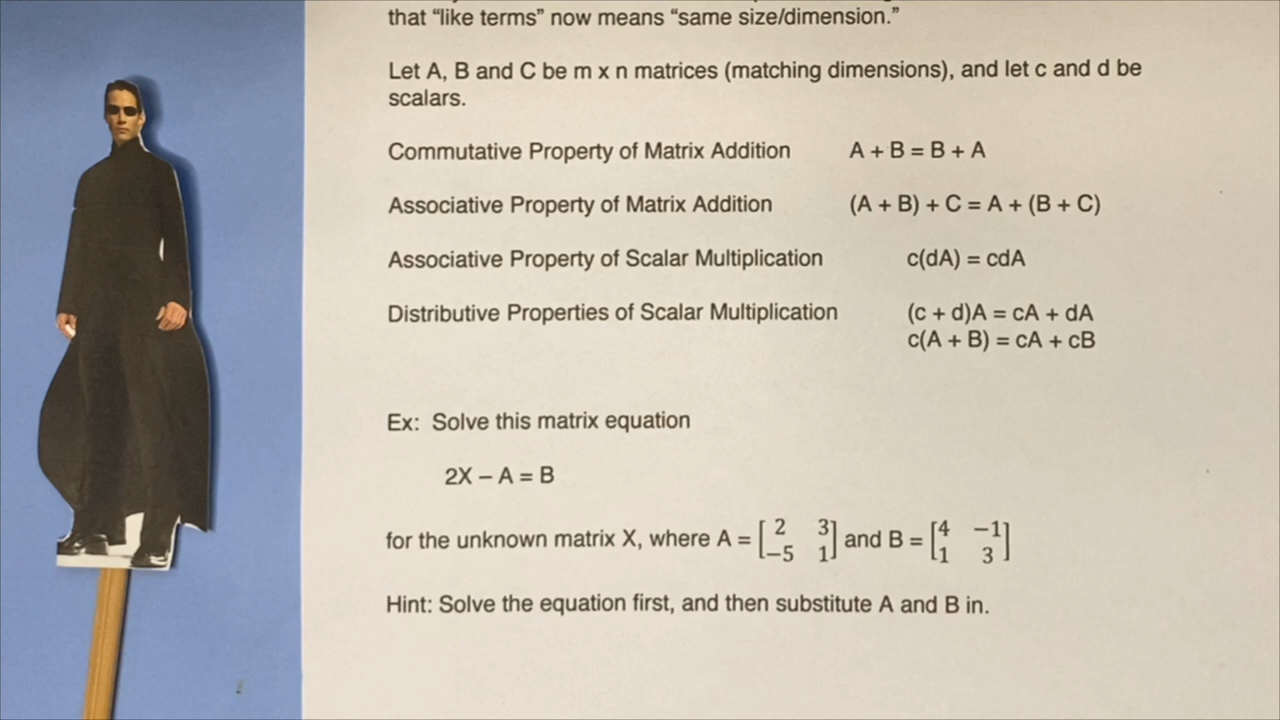 that “like terms” now means “same size/dimension.”
Let A, B and C be m x n matrices (matching dimensions), and let c and d be
scalars.
Commutative Property of Matrix Addition A + B = B + A
Associative Property of Matrix Addition (A + B) + C = A + (B + C)
Associative Property of Scalar Multiplication c(dA) = cdA
Distributive Properties of Scalar Multiplication (c + d)A = cA + dA
c(A + B) = cA + cB
Ex: Solve this matrix equation
2X – A = B
for the unknown matrix X, where A = [2 3; −5 1] and B = [4 −1; 1 3]
Hint: Solve the equation first, and then substitute A and B in.